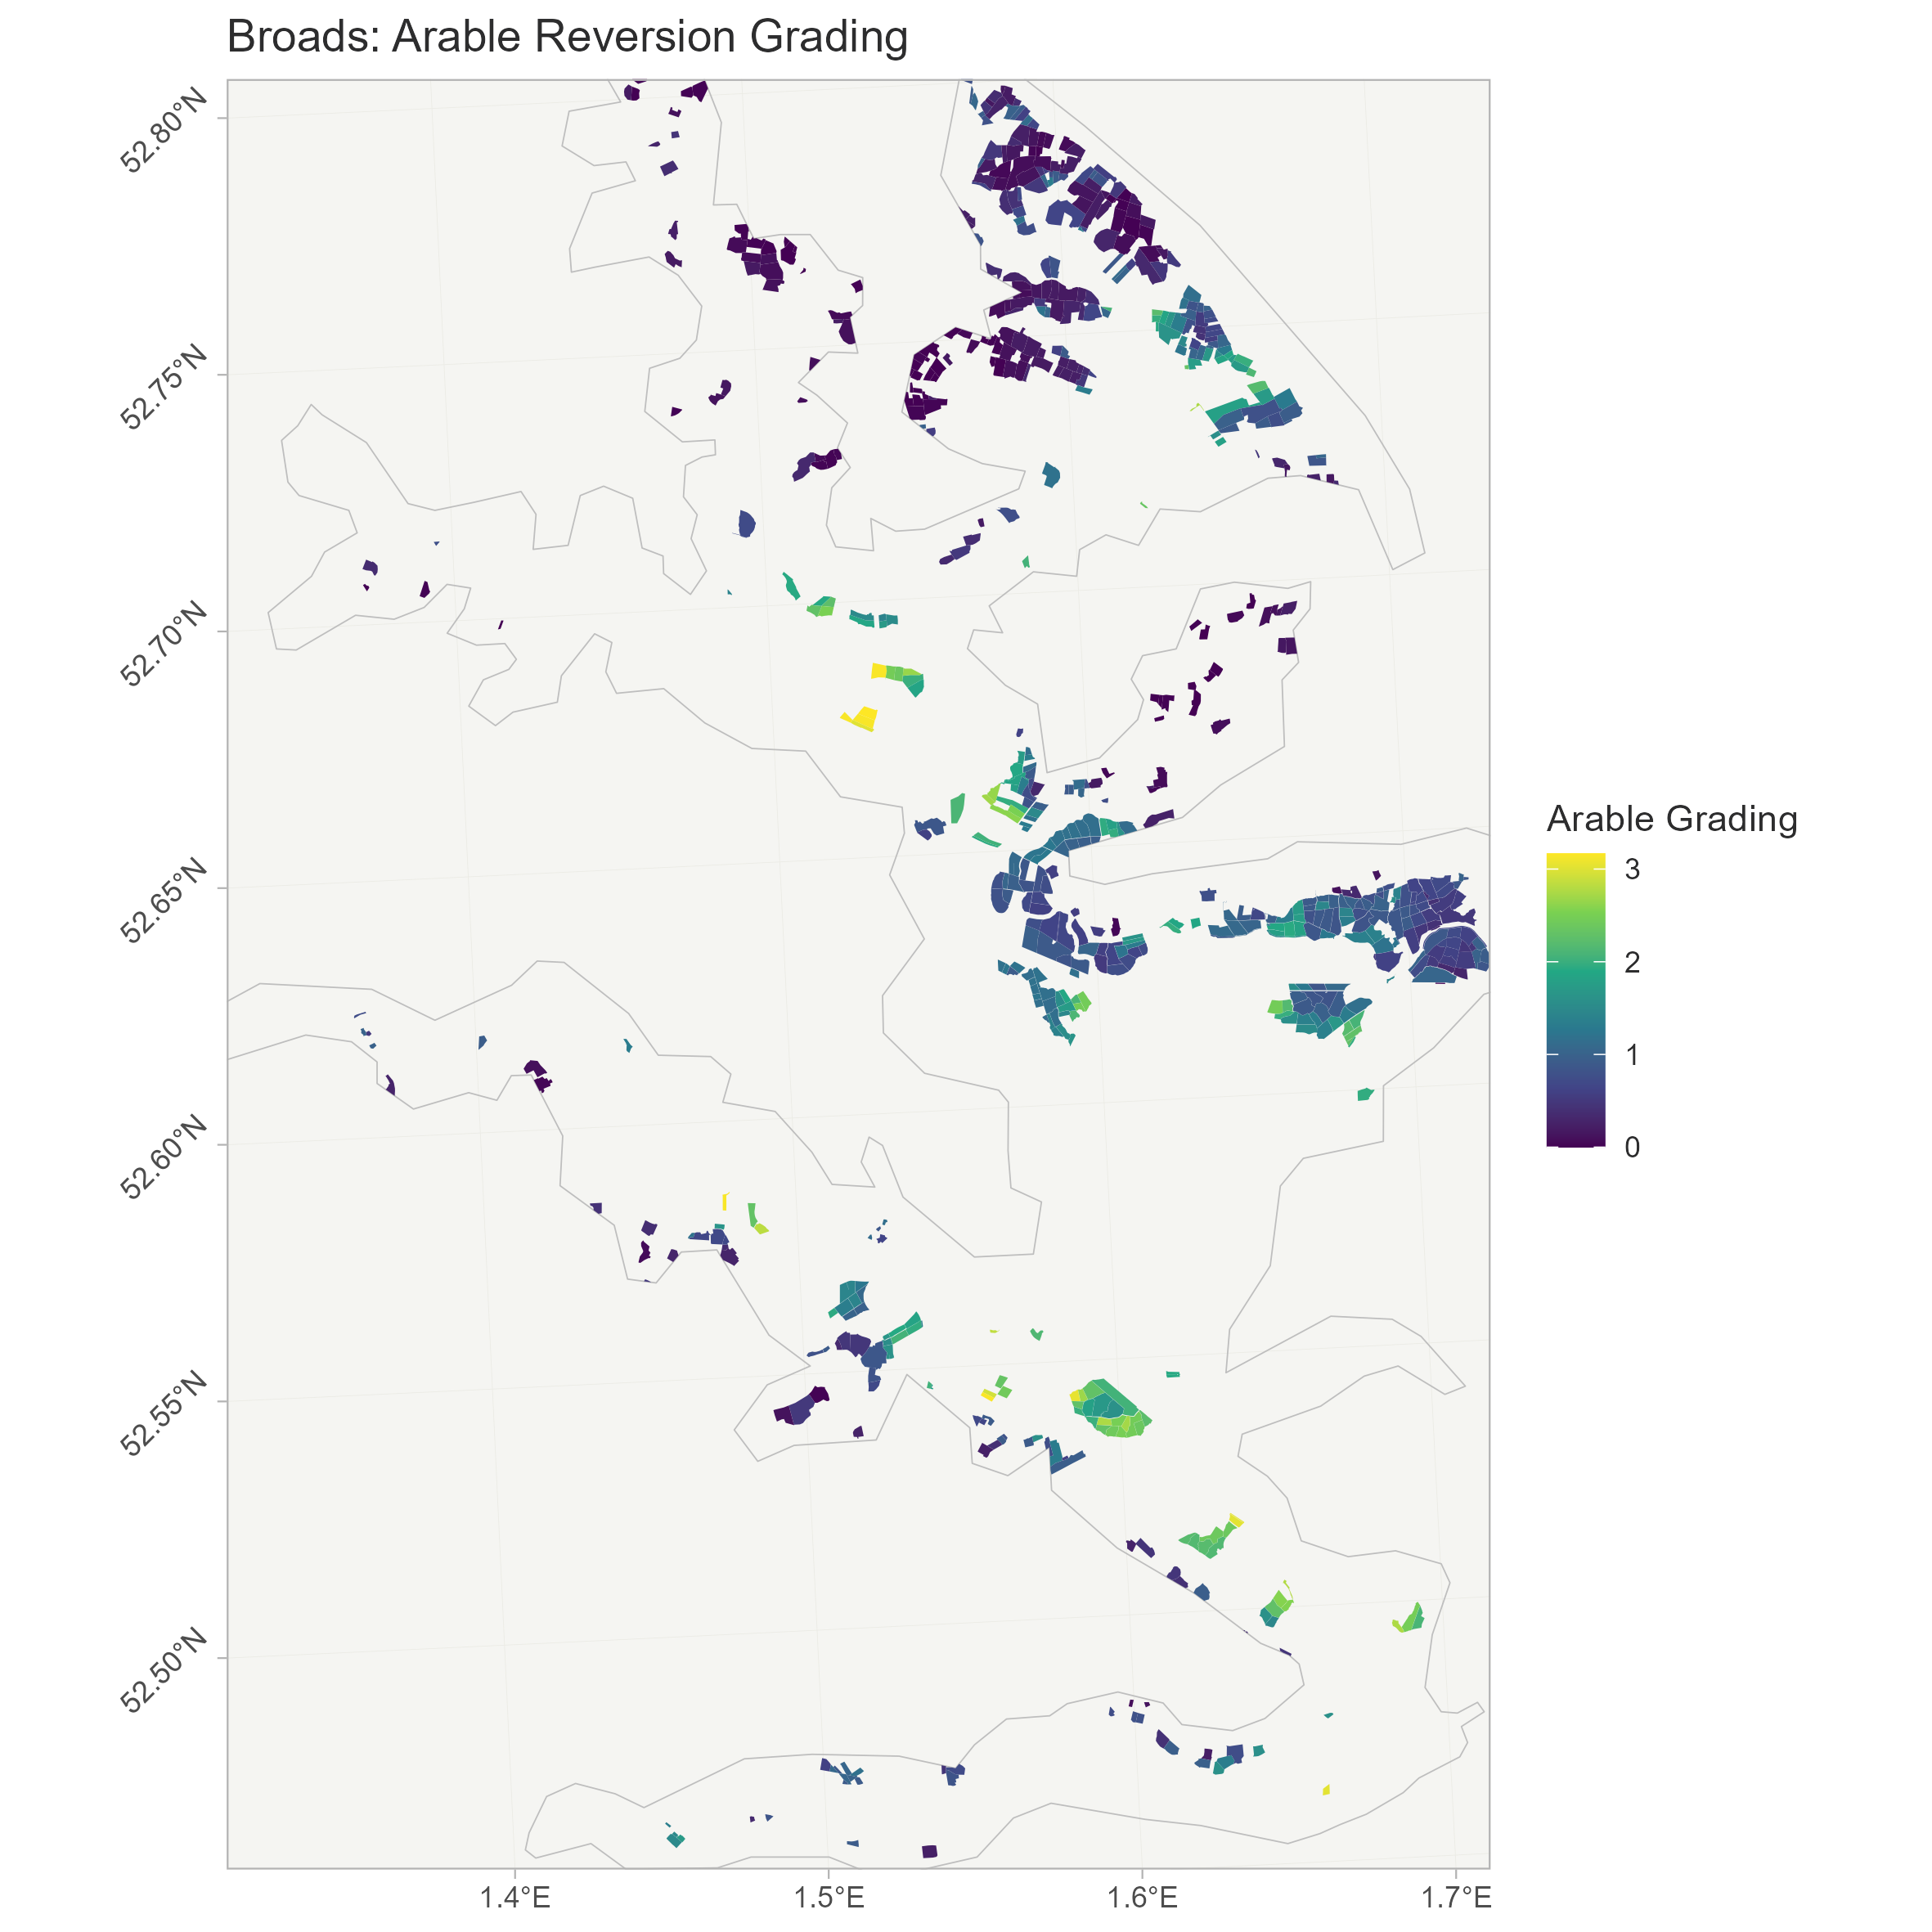 Broads: Arable Reversion Grading
52.80°N
52.75°N
52.70°N
52.65°N
52.60°N
52.55°N
52.50°N
1.4°E
1.5°E
1.6°E
1.7°E
Arable Grading
3
2
1
0